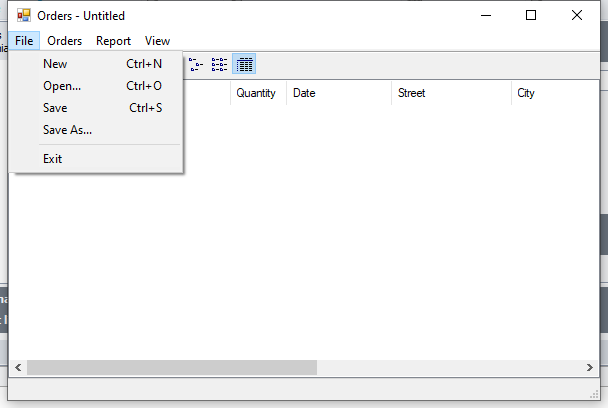 Orders - Untitled
File Orders Report View
New Ctrl+N
Open... Ctrl+O
Save Ctrl+S
Save As...
Exit
Quantity Date Street City